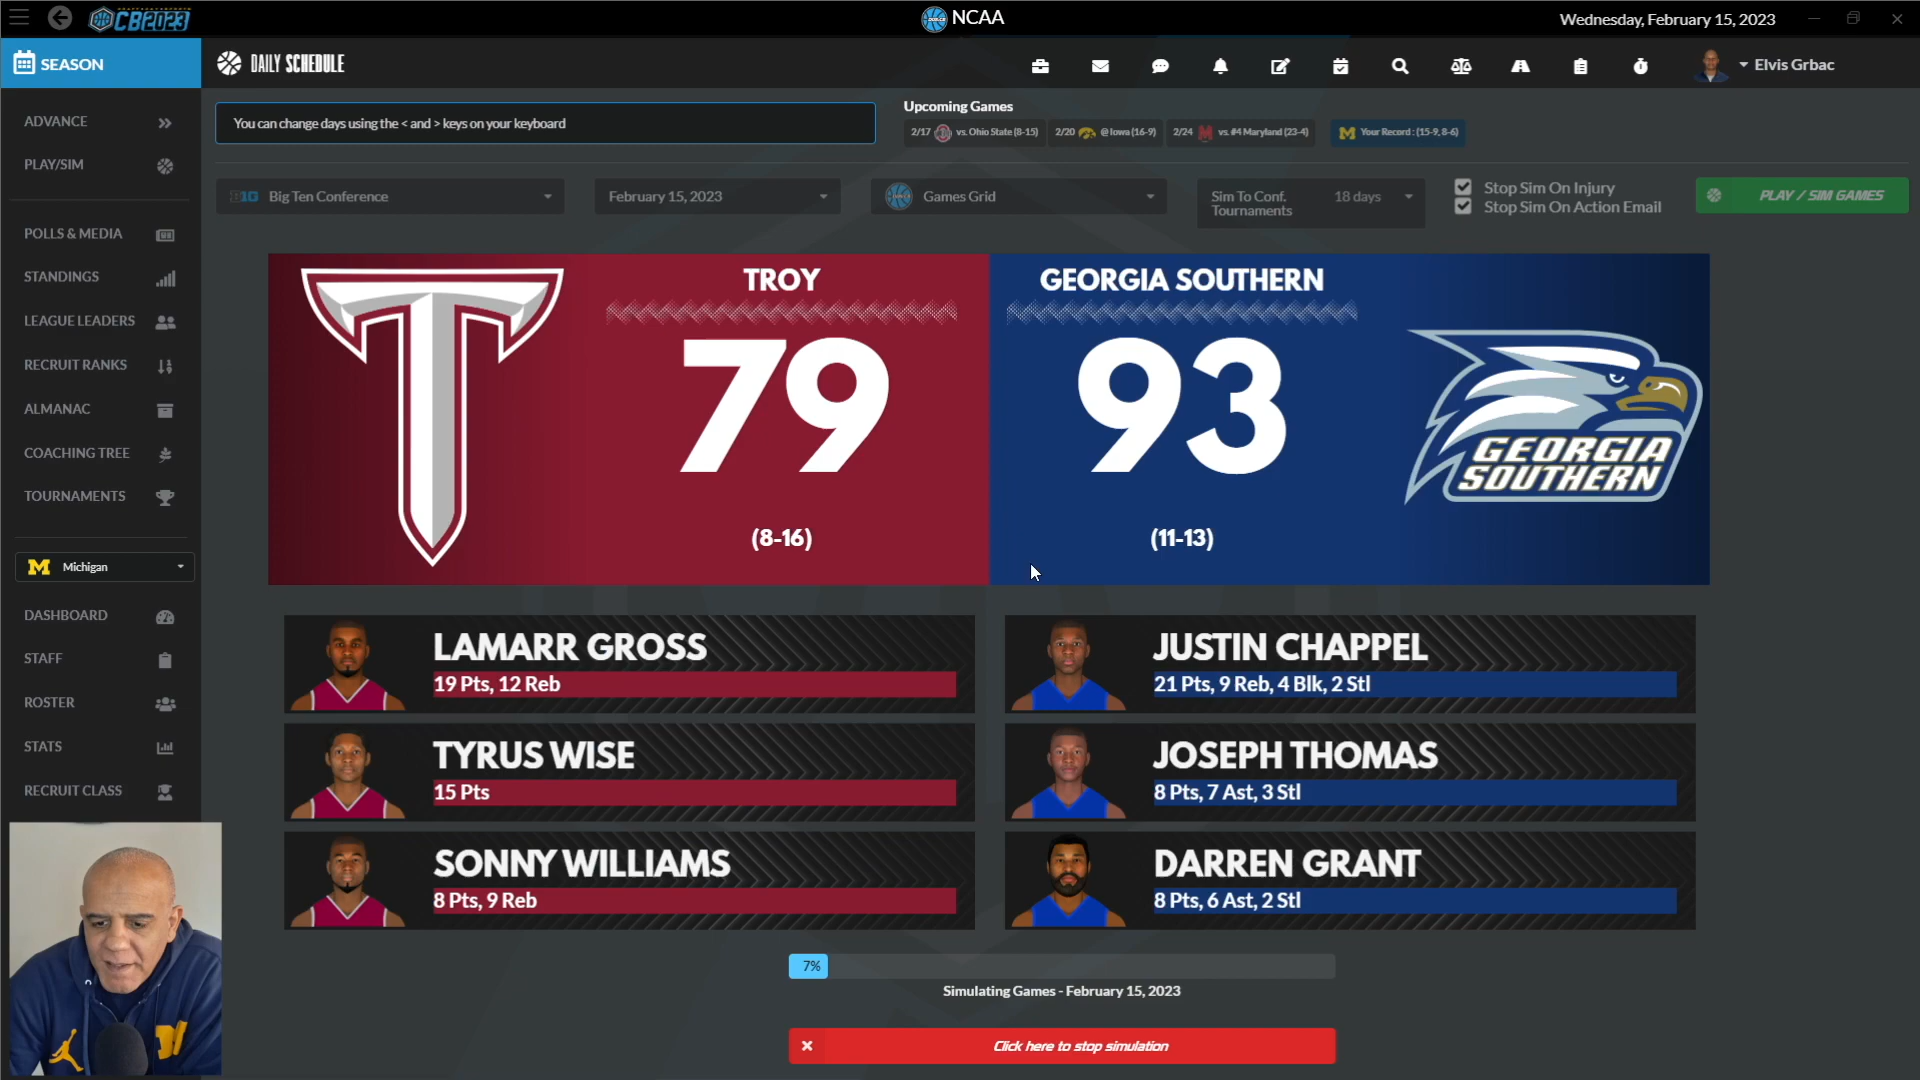 CB2023
NCAA
Wednesday, February 15, 2023
SEASON
DAILY SCHEDULE
Elvis Grbac
ADVANCE
PLAY/SIM
POLLS & MEDIA
STANDINGS
LEAGUE LEADERS
RECRUIT RANKS
ALMANAC
COACHING TREE
TOURNAMENTS
Michigan
DASHBOARD
STAFF
ROSTER
STATS
RECRUIT CLASS
You can change days using the < and > keys on your keyboard
Upcoming Games
2/17 vs. Ohio State (8-15)
2/20 @ Iowa (16-9)
2/24 vs. #4 Maryland (23-4)
Your Record : (15-9, 8-6)
B1G Big Ten Conference
February 15, 2023
Games Grid
Sim To Conf. Tournaments
18 days
Stop Sim On Injury
Stop Sim On Action Email
PLAY / SIM GAMES
TROY
79
(8-16)
GEORGIA SOUTHERN
93
(11-13)
GEORGIA
SOUTHERN
LAMARR GROSS
19 Pts, 12 Reb
TYRUS WISE
15 Pts
SONNY WILLIAMS
8 Pts, 9 Reb
JUSTIN CHAPPEL
21 Pts, 9 Reb, 4 Blk, 2 Stl
JOSEPH THOMAS
8 Pts, 7 Ast, 3 Stl
DARREN GRANT
8 Pts, 6 Ast, 2 Stl
7%
Simulating Games - February 15, 2023
Click here to stop simulation